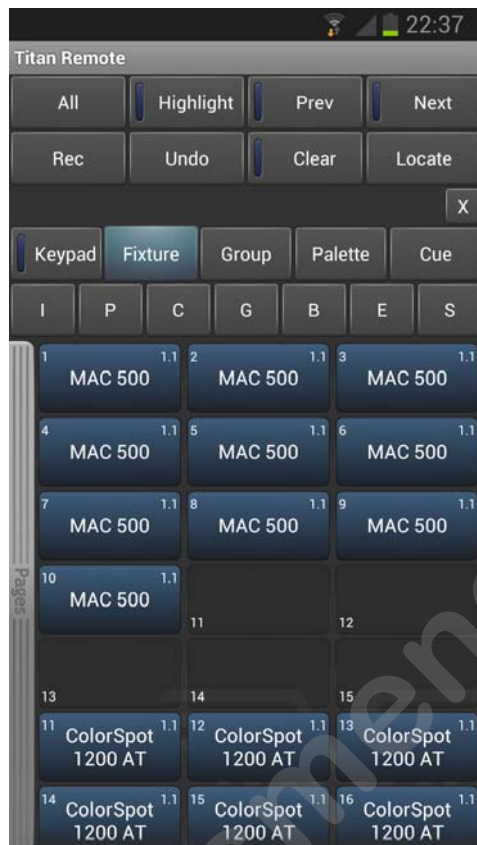 22:37
Titan Remote
All Highlight Prev Next
Rec Undo Clear Locate
X
Keypad Fixture Group Palette Cue
I P C G B E S
1 1.1 2 1.1 3 1.1
MAC 500 MAC 500 MAC 500
4 1.1 5 1.1 6 1.1
MAC 500 MAC 500 MAC 500
7 1.1 8 1.1 9 1.1
MAC 500 MAC 500 MAC 500
Pages
10 1.1
MAC 500
11 12
13 14 15
11 ColorSpot 1.1 12 ColorSpot 1.1 13 ColorSpot 1.1
1200 AT 1200 AT 1200 AT
14 ColorSpot 1.1 15 ColorSpot 1.1 16 ColorSpot 1.1
1200 AT 1200 AT 1200 AT